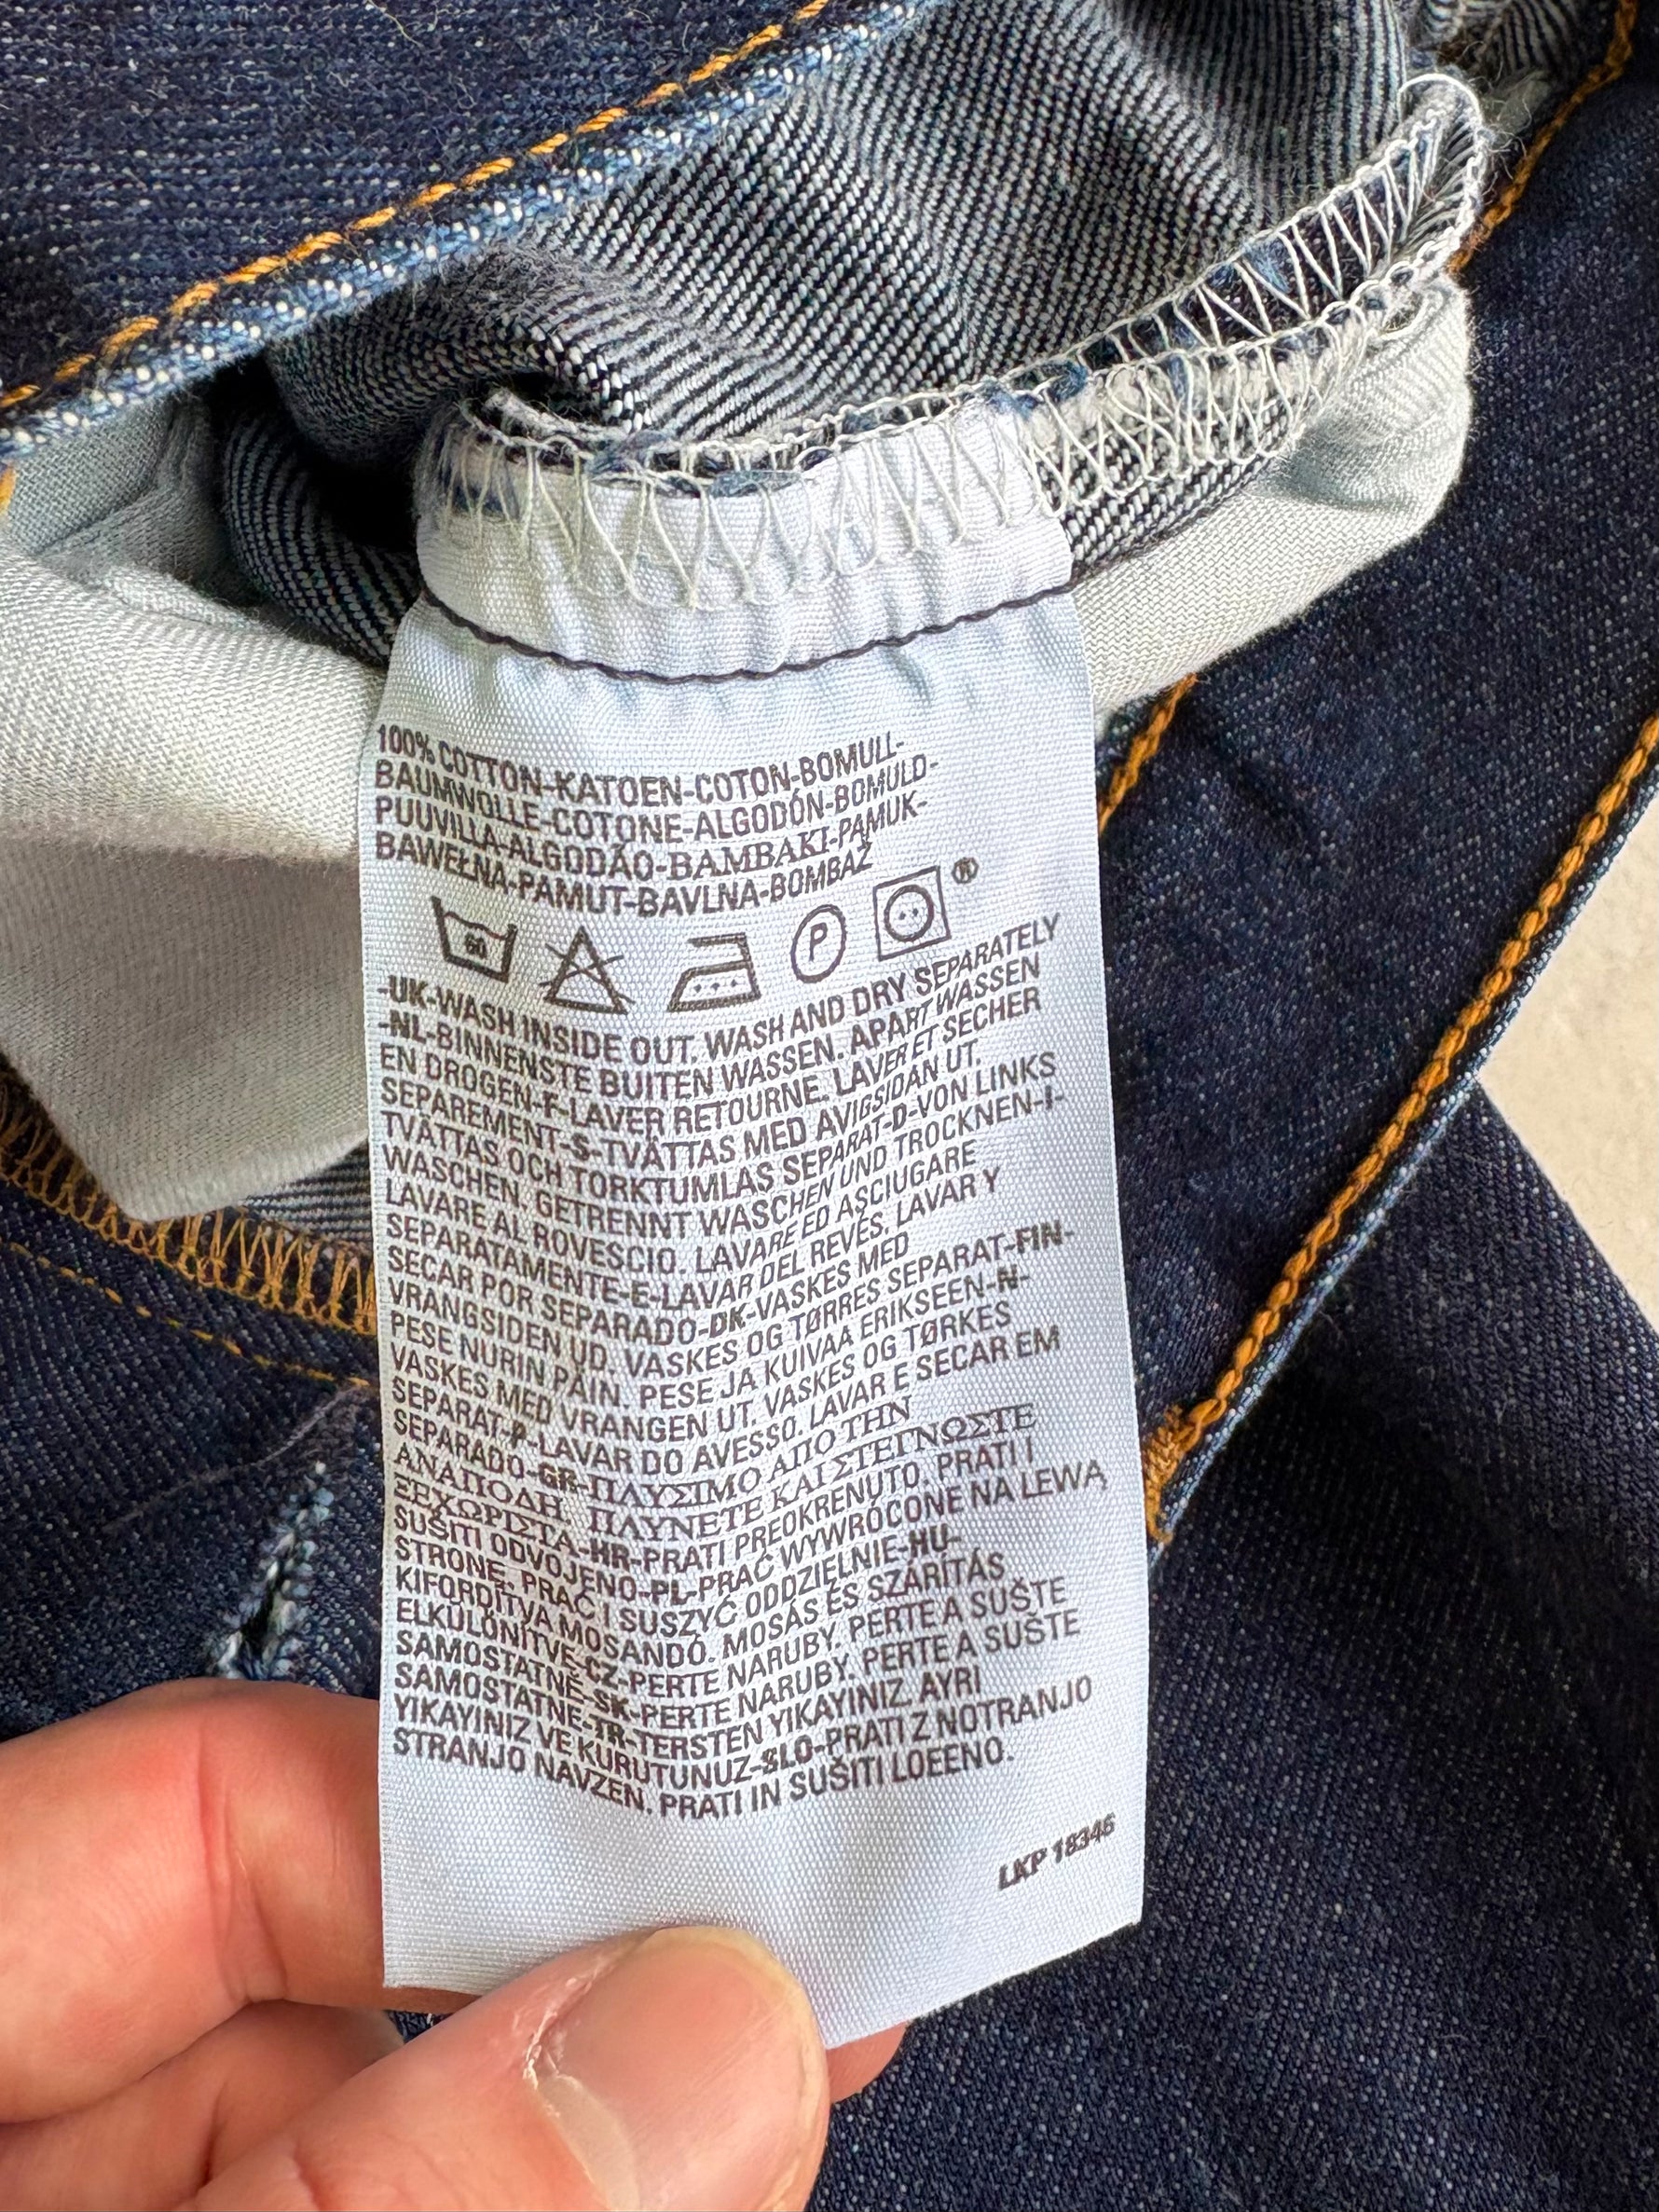 100% COTTON-KATOEN-COTON-BOMULL-
BAUMWOLLE-COTONE-ALGODÓN-BOMULD-
PUUVILLA-ALGODÃO-BAMBAKI-PAMUK-
BAWEŁNA-PAMUT-BAVLNA-BOMBAŽ
60 P ®
-UK-WASH INSIDE OUT. WASH AND DRY SEPARATELY
-NL-BINNENSTE BUITEN WASSEN. APART WASSEN
EN DROGEN-F-LAVER RETOURNE. LAVER ET SECHER
SEPAREMENT-S-TVÄTTAS MED AVIGSIDAN UT.
TVÄTTAS OCH TORKTUMLAS SEPARAT-D-VON LINKS
WASCHEN. GETRENNT WASCHEN UND TROCKNEN-I-
LAVARE AL ROVESCIO. LAVARE ED ASCIUGARE
SEPARATAMENTE-E-LAVAR DEL REVÉS. LAVAR Y
SECAR POR SEPARADO-DK-VASKES MED
VRANGSIDEN UD. VASKES OG TØRRES SEPARAT-FIN-
PESE NURIN PÄIN. PESE JA KUIVAA ERIKSEEN-N-
VASKES MED VRANGEN UT. VASKES OG TØRKES
SEPARAT-P-LAVAR DO AVESSO. LAVAR E SECAR EM
SEPARADO-GR-ΠΛΥΣΙΜΟ ΑΠΟ ΤΗΝ
ΑΝΑΠΟΔΗ. ΠΛΥΝΕΤΕ ΚΑΙ ΣΤΕΓΝΩΣΤΕ
ΞΕΧΩΡΙΣΤΑ-HR-PRATI PREOKRENUTO. PRATI I
SUŠITI ODVOJENO-PL-PRAĆ WYWRÓCONE NA LEWĄ
STRONĘ. PRAĆ I SUSZYĆ ODDZIELNIE-HU-
KIFORDÍTVA MOSANDÓ. MOSÁS ÉS SZÁRÍTÁS
ELKÜLÖNÍTVE-CZ-PERTE NARUBY. PERTE A SUŠTE
SAMOSTATNĚ-SK-PERTE NARUBY. PERTE A SUŠTE
SAMOSTATNE-TR-TERSTEN YIKAYINIZ. AYRI
YIKAYINIZ VE KURUTUNUZ-SLO-PRATI Z NOTRANJO
STRANJO NAVZEN. PRATI IN SUŠITI LOEENO.
LKP 18346